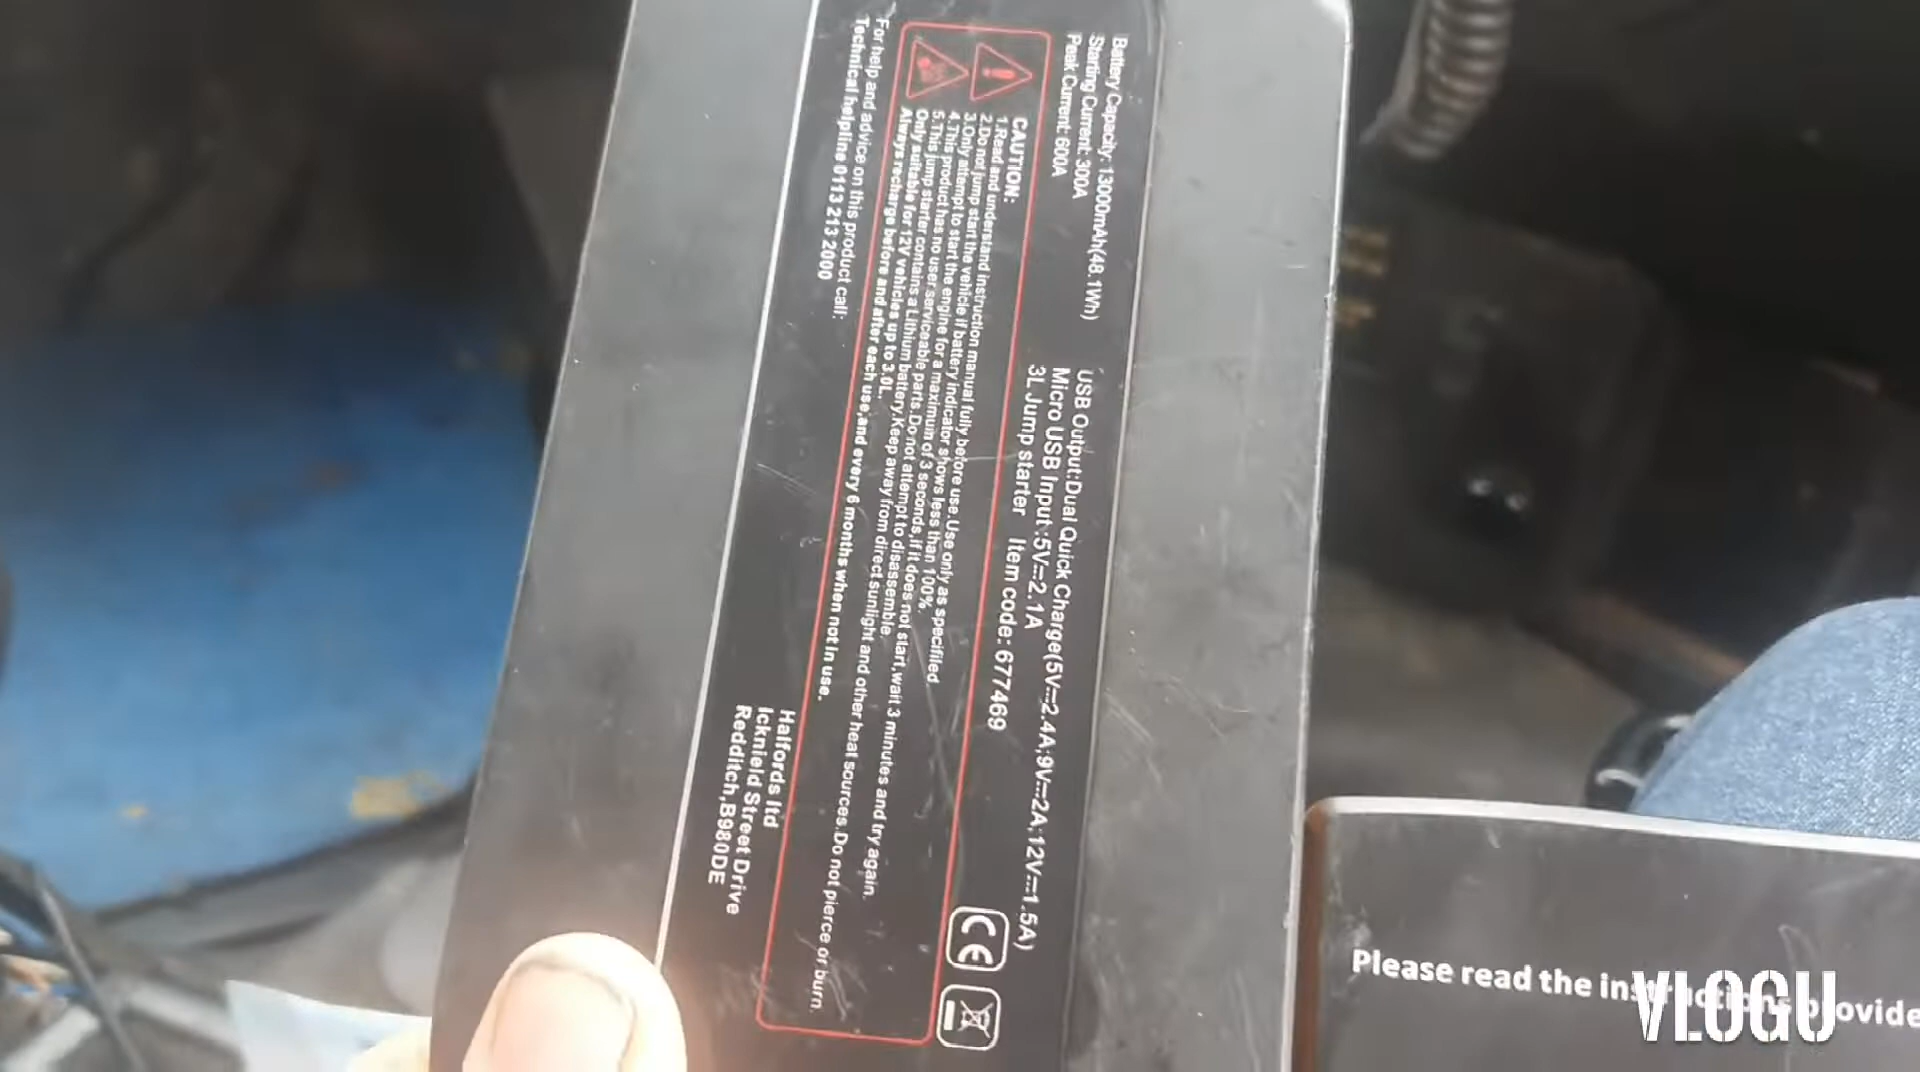 Battery Capacity: 13000mAh(48.1Wh)
Starting Current: 300A
Peak Current: 600A
USB Output:Dual Quick Charge(5V⎓2.4A;9V⎓2A;12V⎓1.5A)
Micro USB Input:5V⎓2.1A
3L Jump starter Item code: 677469
CAUTION:
1.Read and understand instruction manual fully before use.Use only as specifiled
2.Do not jump start the vehicle if battery indicator shows less than 100%.
3.Only attempt to start the engine for a maximum of 3 seconds,if it does not start,wait 3 minutes and try again.
4.This product has no user serviceable parts.Do not attempt to disassemble.
5.This jump starter contains a Lithium battery.Keep away from direct sunlight and other heat sources.Do not pierce or burn.
Only suitable for 12V vehicles up to 3.0L.
Always recharge before and after each use,and every 6 months when not in use.
For help and advice on this product call:
Technical helpline 0113 213 2000
Halfords ltd
Icknield Street Drive
Redditch,B980DE
CE
Please read the instructions provide
VLOGU